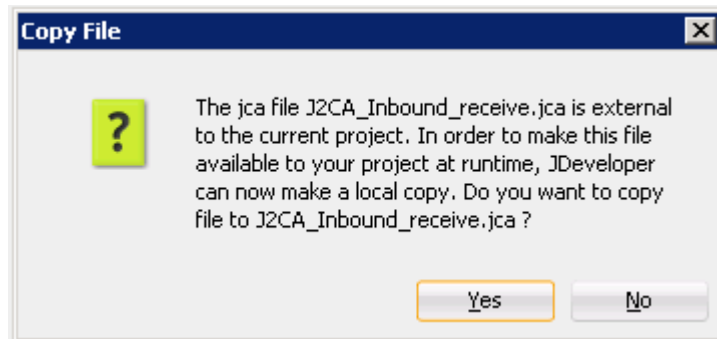 Copy File
?
The jca file J2CA_Inbound_receive.jca is external
to the current project. In order to make this file
available to your project at runtime, JDeveloper
can now make a local copy. Do you want to copy
file to J2CA_Inbound_receive.jca ?
Yes
No